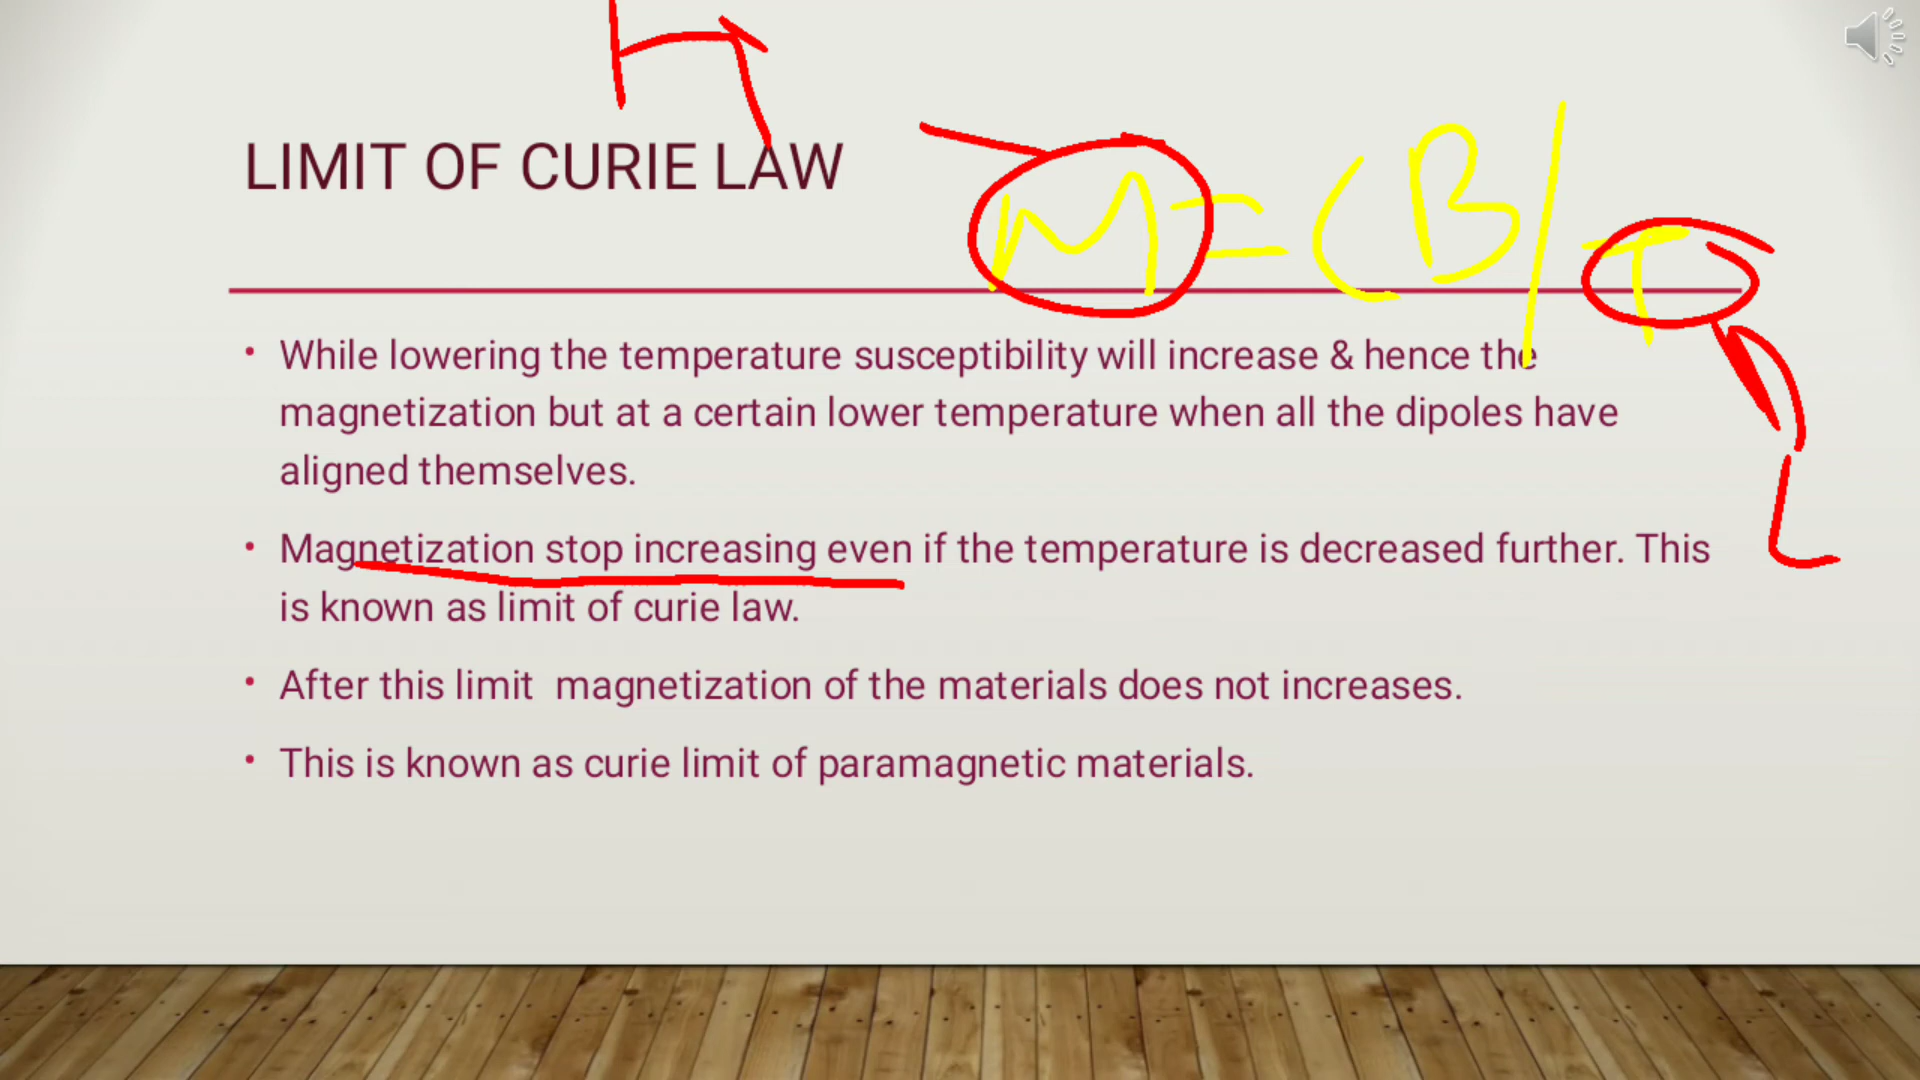 H
LIMIT OF CURIE LAW
M = CB/T
L
• While lowering the temperature susceptibility will increase & hence the
magnetization but at a certain lower temperature when all the dipoles have
aligned themselves.
• Magnetization stop increasing even if the temperature is decreased further. This
is known as limit of curie law.
• After this limit magnetization of the materials does not increases.
• This is known as curie limit of paramagnetic materials.